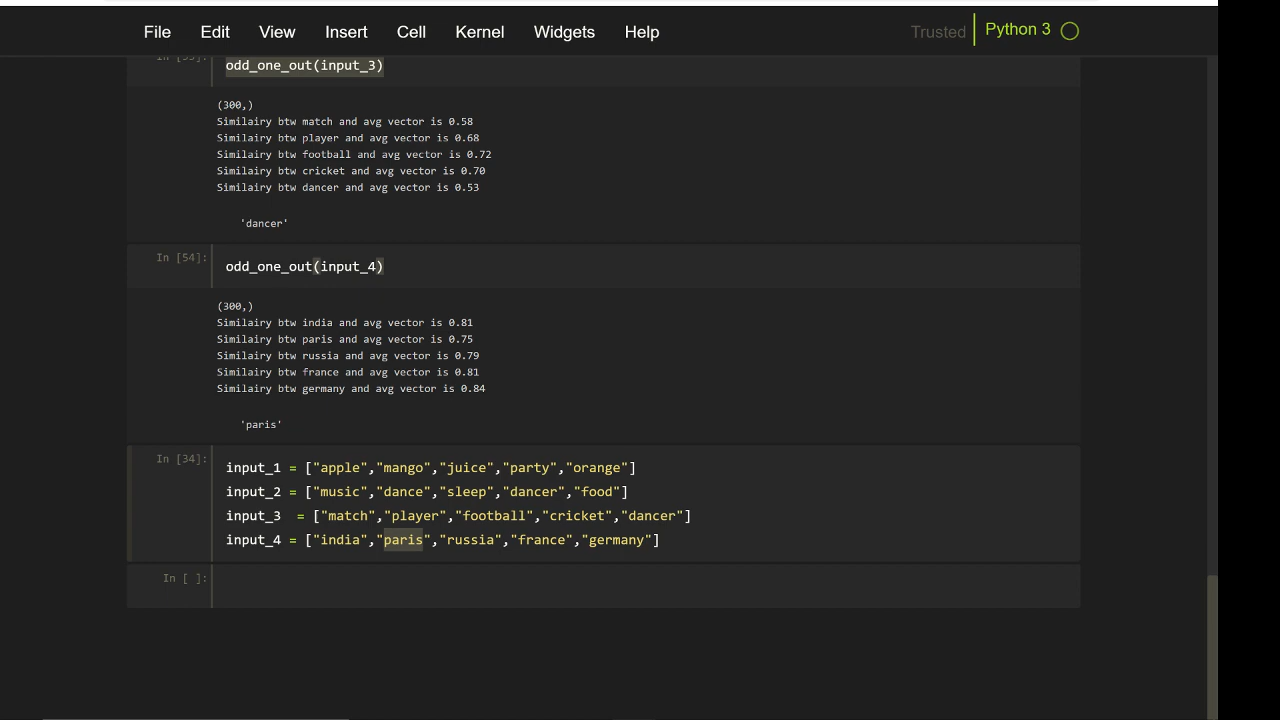 File Edit View Insert Cell Kernel Widgets Help Trusted Python 3
odd_one_out(input_3)
(300,)
Similairy btw match and avg vector is 0.58
Similairy btw player and avg vector is 0.68
Similairy btw football and avg vector is 0.72
Similairy btw cricket and avg vector is 0.70
Similairy btw dancer and avg vector is 0.53
'dancer'
In [54]: odd_one_out(input_4)
(300,)
Similairy btw india and avg vector is 0.81
Similairy btw paris and avg vector is 0.75
Similairy btw russia and avg vector is 0.79
Similairy btw france and avg vector is 0.81
Similairy btw germany and avg vector is 0.84
'paris'
In [34]: input_1 = ["apple","mango","juice","party","orange"]
input_2 = ["music","dance","sleep","dancer","food"]
input_3  = ["match","player","football","cricket","dancer"]
input_4 = ["india","paris","russia","france","germany"]
In [ ]: